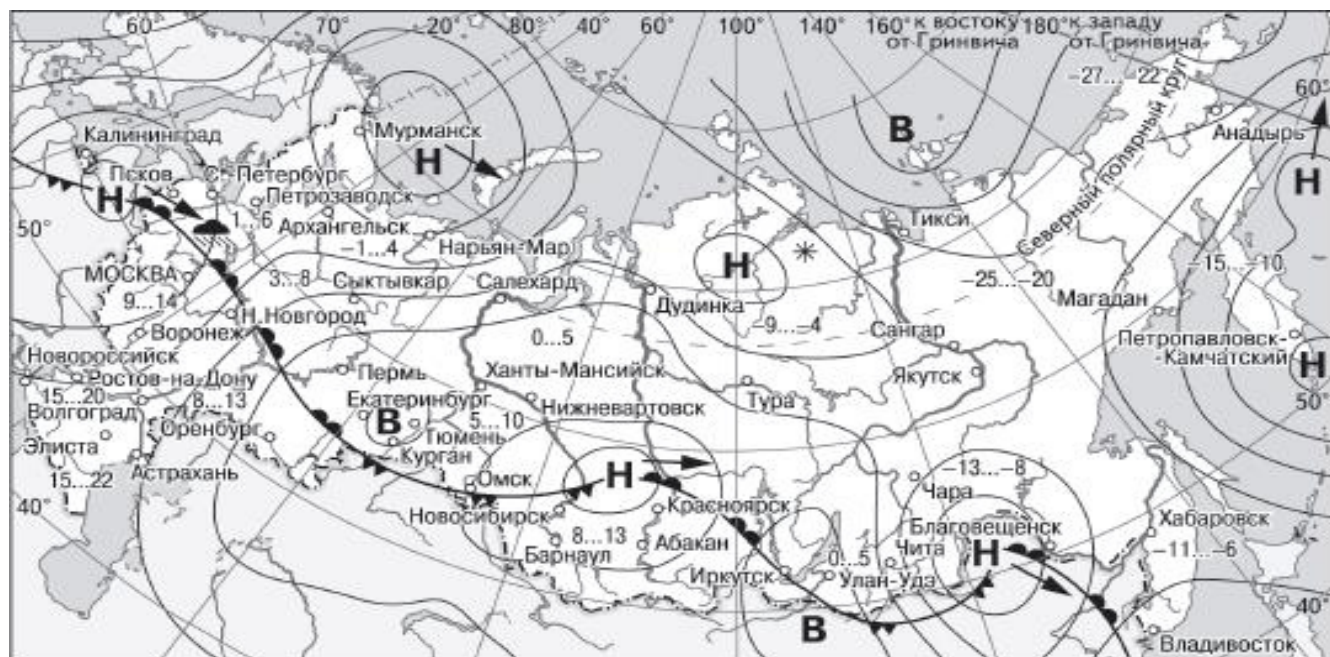 60° 70° -20° 80° 60° 100° 140° 160° к востоку 180° к западу
от Гринвича от Гринвича
-27... -22
60°
Северный полярный круг
Анадырь
Калининград
Мурманск
В
Н
Псков
С.-Петербург
Н
Н
Петрозаводск
1...6
Архангельск
50°
-1...4
Нарьян-Мар
Тикси
МОСКВА
3...8
Сыктывкар
Салехард
Н
Дудинка
-25...-20
-15...-10
9...14
Н.Новгород
Магадан
Воронеж
0...5
-9...-4
Сангар
Петропавловск-
-Камчатский
Н
Новороссийск
Пермь
Ханты-Мансийск
Якутск
Ростов-на-Дону
15...20
8...13
Екатеринбург
В
5...10
Нижневартовск
Тура
50°
Волгоград
Оренбург
Тюмень
Элиста
Курган
Астрахань
15...22
Омск
Н
-13...-8
Чара
40°
Новосибирск
Красноярск
Благовещенск
Хабаровск
8...13
Барнаул
Абакан
Иркутск
0...5
Чита
Н
-11...-6
Улан-Удэ
В
40°
Владивосток